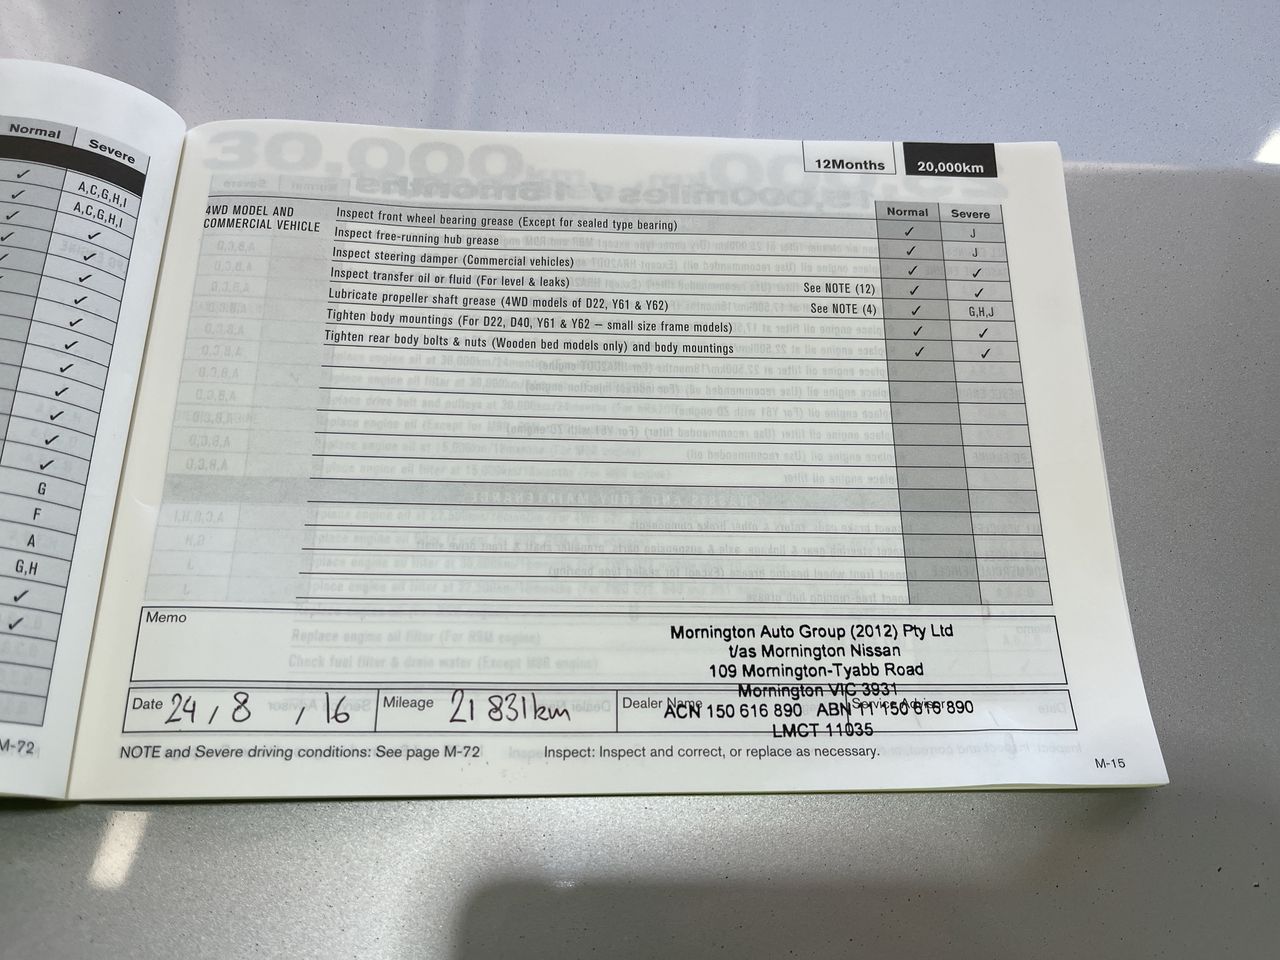 Normal Severe
✓ A,C,G,H,I
✓ A,C,G,H,I
✓ ✓
✓ ✓
✓
✓
✓
✓
✓
✓
✓
✓
G
F
A
G,H
✓
✓
M-72
12Months 20,000km
Normal Severe
4WD MODEL AND COMMERCIAL VEHICLE
Inspect front wheel bearing grease (Except for sealed type bearing) ✓ J
Inspect free-running hub grease ✓ J
Inspect steering damper (Commercial vehicles) ✓ ✓
Inspect transfer oil or fluid (For level & leaks) See NOTE (12) ✓ ✓
Lubricate propeller shaft grease (4WD models of D22, Y61 & Y62) See NOTE (4) ✓ G,H,J
Tighten body mountings (For D22, D40, Y61 & Y62 – small size frame models) ✓ ✓
Tighten rear body bolts & nuts (Wooden bed models only) and body mountings ✓ ✓
Memo
Mornington Auto Group (2012) Pty Ltd
t/as Mornington Nissan
109 Mornington-Tyabb Road
Mornington VIC 3931
ACN 150 616 890 ABN 11 150 616 890
LMCT 11035
Date 24 / 8 / 16 Mileage 21 831km Dealer Name Service Advisor
NOTE and Severe driving conditions: See page M-72 Inspect: Inspect and correct, or replace as necessary.
M-15